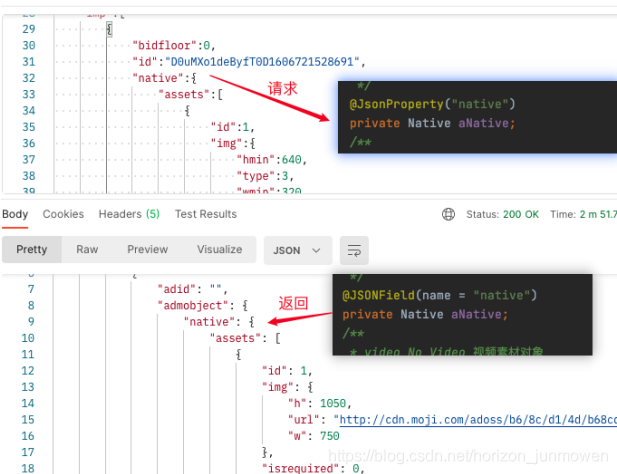 28 "imp":[
29 {
30 "bidfloor":0,
31 "id":"D0uMXo1deByfT0D1606721528691",
32 "native":{
33 "assets":[
34 {
35 "id":1,
36 "img":{
37 "hmin":640,
38 "type":3,
39 "wmin":320
请求
*/
@JsonProperty("native")
private Native aNative;
/**
Body Cookies Headers (5) Test Results Status: 200 OK Time: 2 m 51.7
Pretty Raw Preview Visualize JSON
6 {
7 "adid": "",
8 "admobject": {
9 "native": {
10 "assets": [
11 {
12 "id": 1,
13 "img": {
14 "h": 1050,
15 "url": "http://cdn.moji.com/adoss/b6/8c/d1/4d/b68cd
16 "w": 750
17 },
18 "isrequired": 0,
返回
*/
@JSONField(name = "native")
private Native aNative;
/**
* video No Video 视频素材对象
https://blog.csdn.net/horizon_junmowen